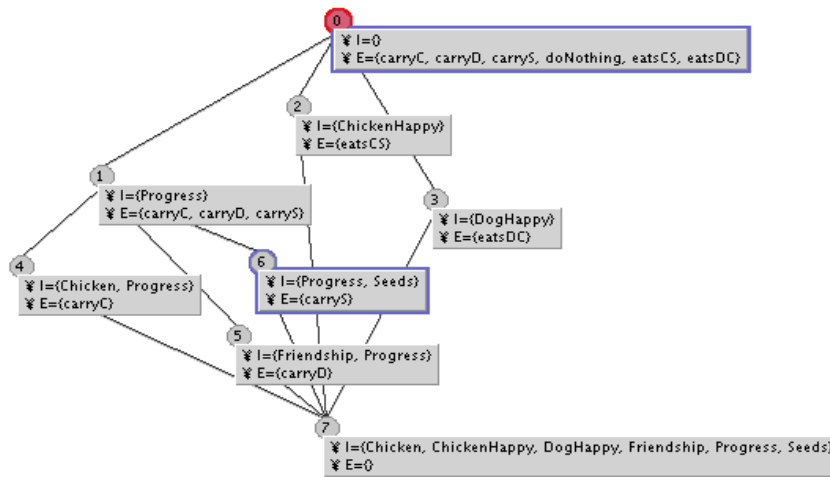 0
¥ I={}
¥ E={carryC, carryD, carryS, doNothing, eatsCS, eatsDC}
2
¥ I={ChickenHappy}
¥ E={eatsCS}
1
¥ I={Progress}
¥ E={carryC, carryD, carryS}
3
¥ I={DogHappy}
¥ E={eatsDC}
4
¥ I={Chicken, Progress}
¥ E={carryC}
6
¥ I={Progress, Seeds}
¥ E={carryS}
5
¥ I={Friendship, Progress}
¥ E={carryD}
7
¥ I={Chicken, ChickenHappy, DogHappy, Friendship, Progress, Seeds}
¥ E={}